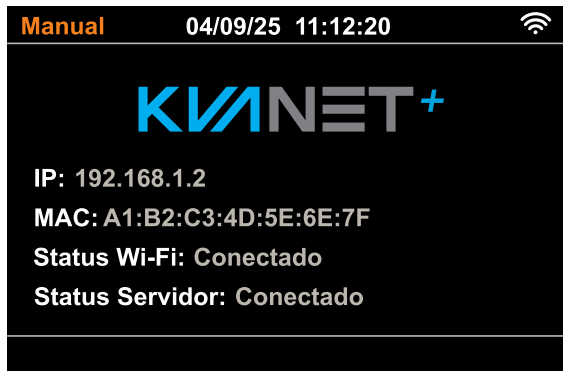 Manual 04/09/25 11:12:20
KVANET+
IP: 192.168.1.2
MAC: A1:B2:C3:4D:5E:6E:7F
Status Wi-Fi: Conectado
Status Servidor: Conectado